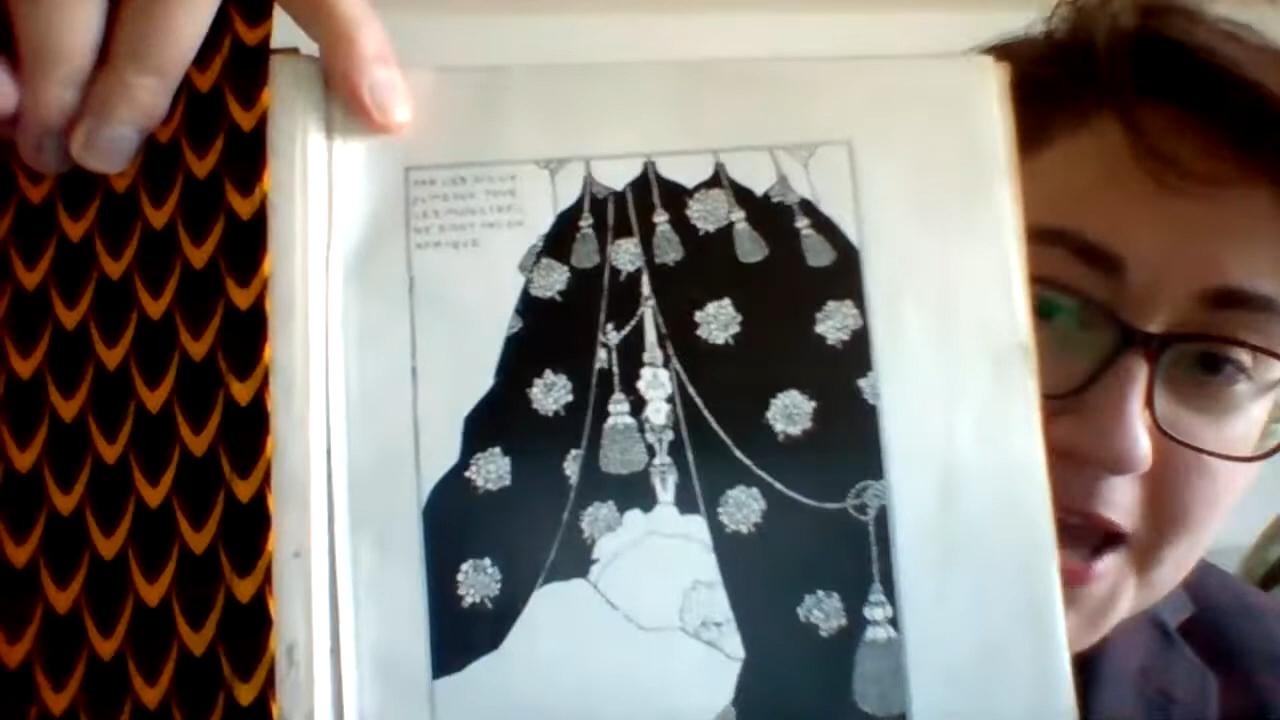 PAR LES DIEUX
JUMEAUX TOUS
LES MONSTRES
NE SONT PAS EN
AFRIQUE